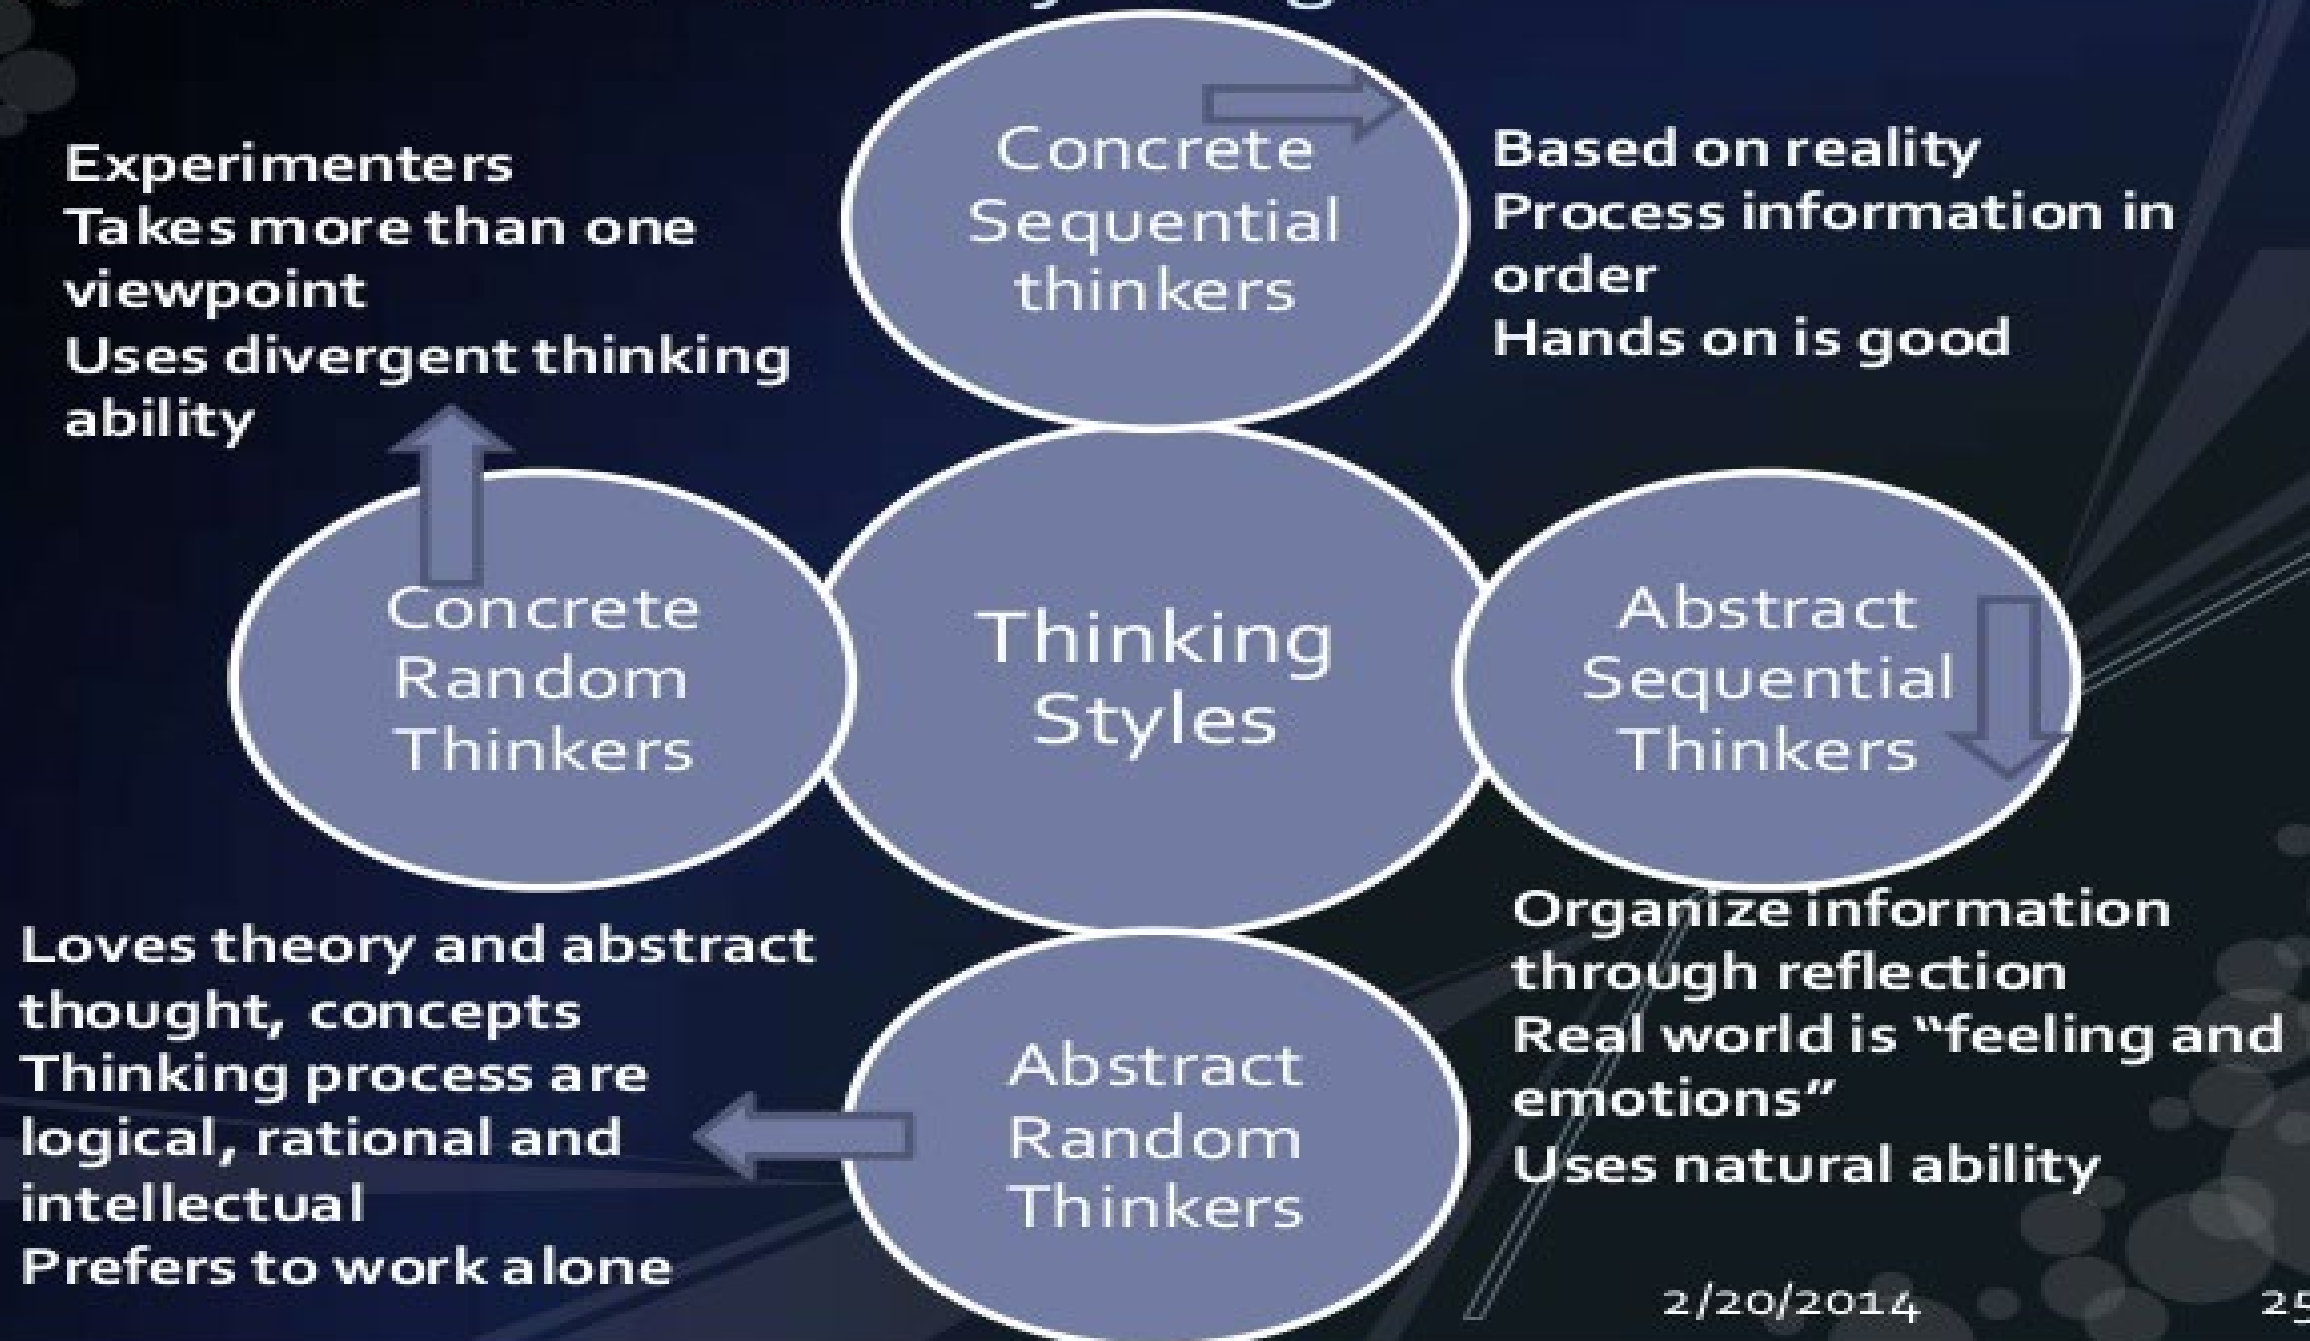 Experimenters
Takes more than one
viewpoint
Uses divergent thinking
ability
Concrete
Sequential
thinkers
Based on reality
Process information in
order
Hands on is good
Concrete
Random
Thinkers
Thinking
Styles
Abstract
Sequential
Thinkers
Loves theory and abstract
thought, concepts
Thinking process are
logical, rational and
intellectual
Prefers to work alone
Abstract
Random
Thinkers
Organize information
through reflection
Real world is “feeling and
emotions”
Uses natural ability
2/20/2014
25